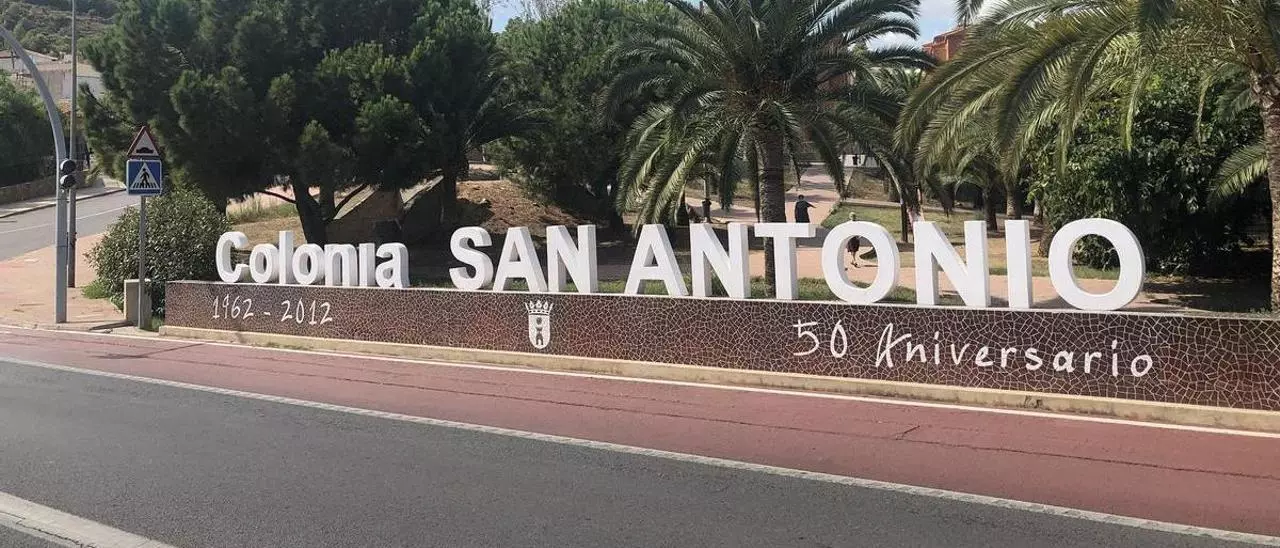 Colonia SAN ANTONIO
1962 - 2012 50 Aniversario